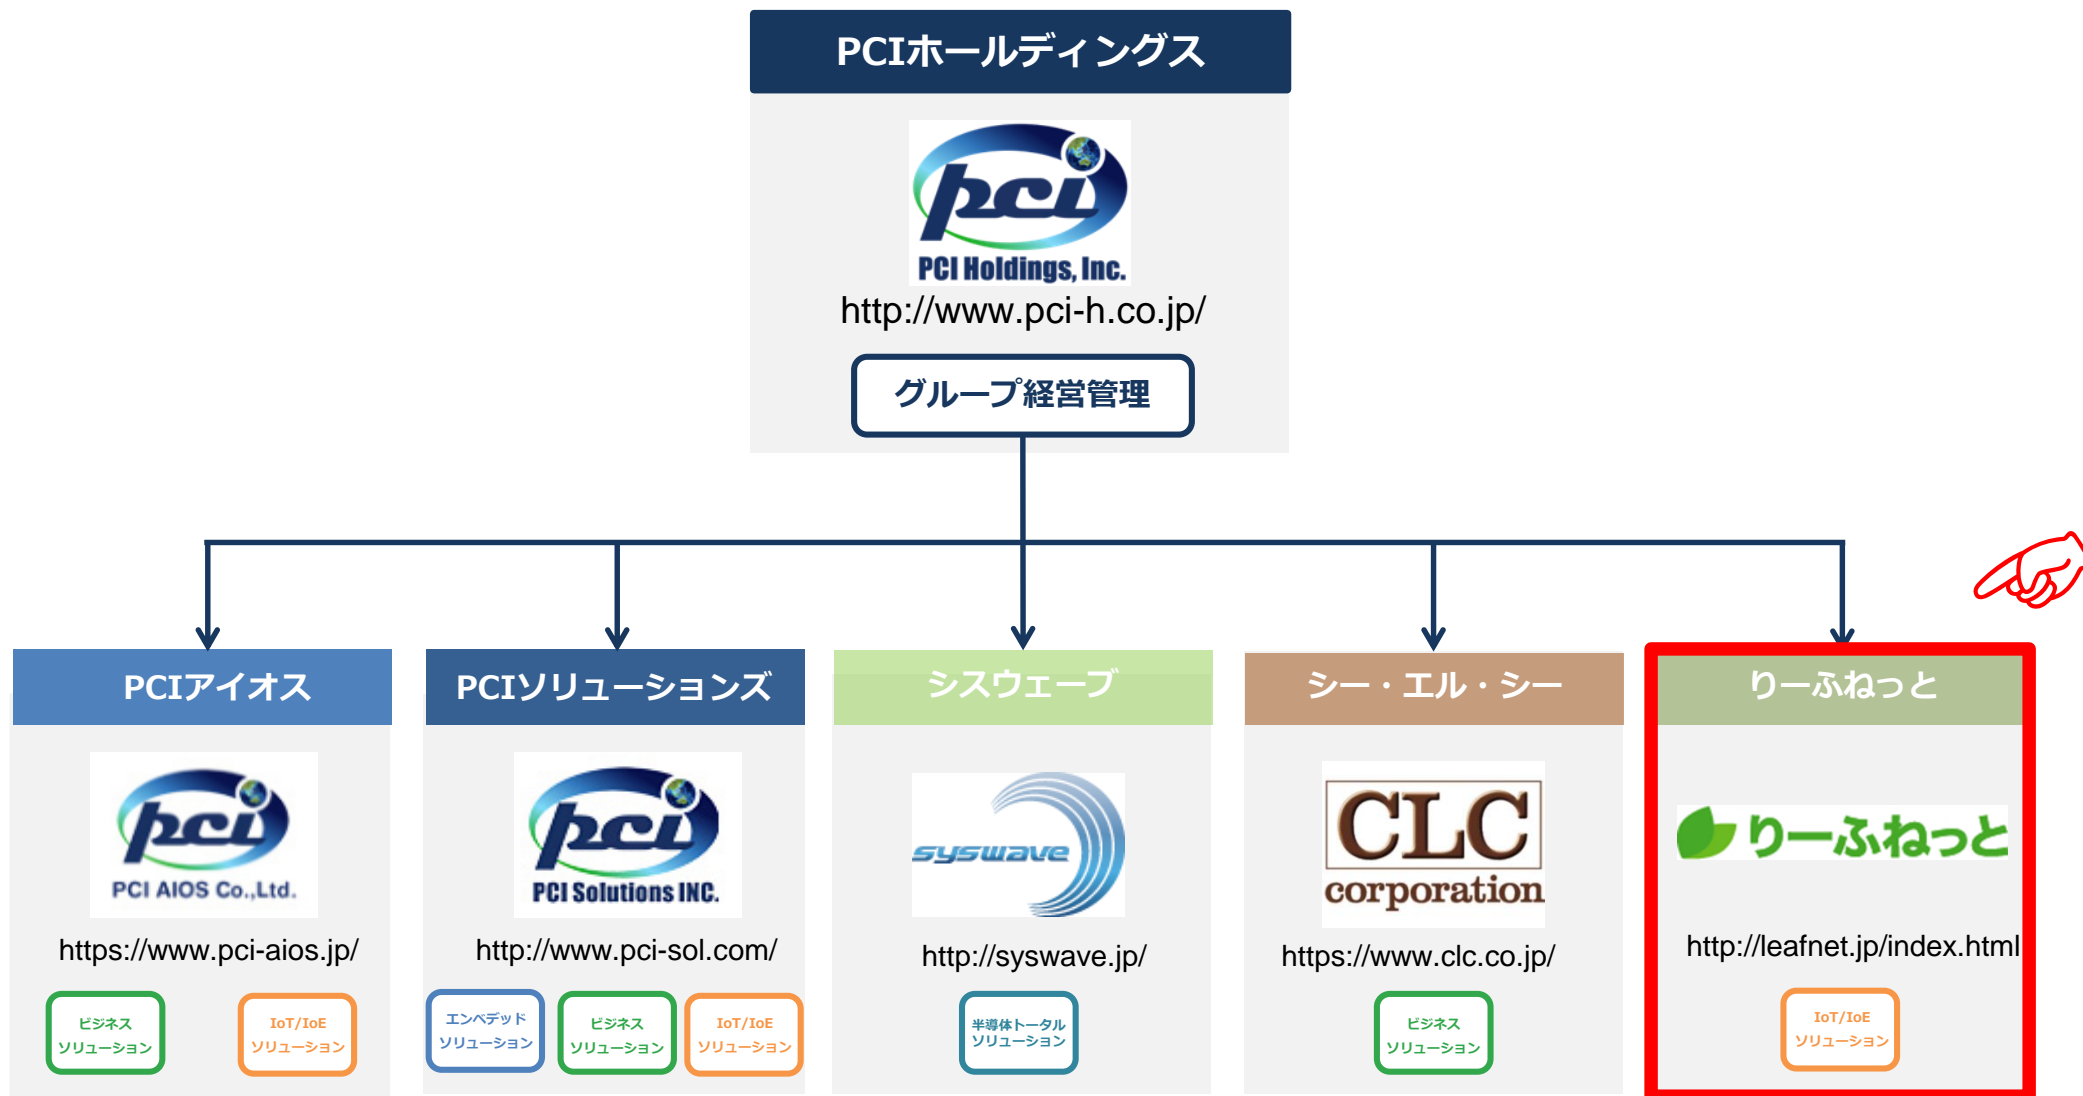 PCIホールディングス
pci
PCI Holdings, Inc.
http://www.pci-h.co.jp/
グループ経営管理
PCIアイオス
pci
PCI AIOS Co.,Ltd.
https://www.pci-aios.jp/
ビジネス
ソリューション
IoT/IoE
ソリューション
PCIソリューションズ
pci
PCI Solutions INC.
http://www.pci-sol.com/
エンベデッド
ソリューション
ビジネス
ソリューション
IoT/IoE
ソリューション
シスウェーブ
syswave
http://syswave.jp/
半導体トータル
ソリューション
シー・エル・シー
CLC
corporation
https://www.clc.co.jp/
ビジネス
ソリューション
りーふねっと
りーふねっと
http://leafnet.jp/index.html
IoT/IoE
ソリューション